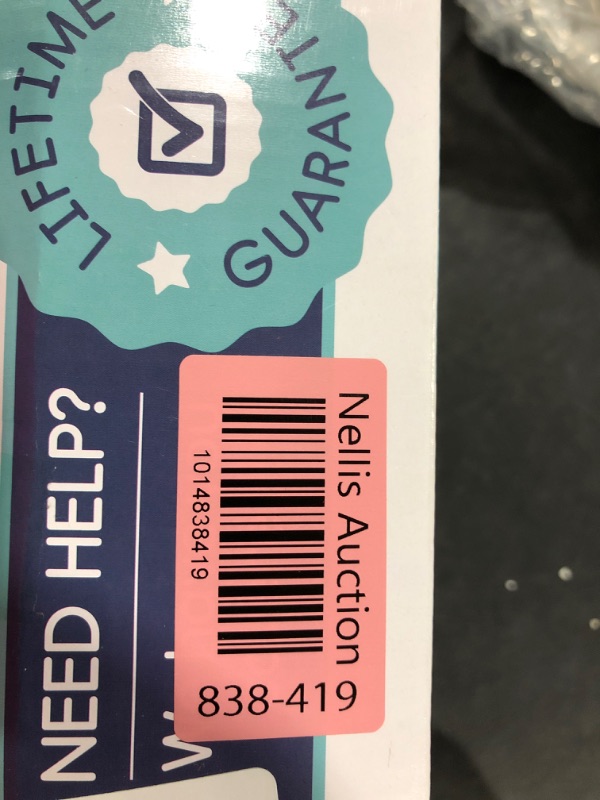 LIFETIME
GUARANTEE
NEED HELP?
Nellis Auction
1014838419
838-419